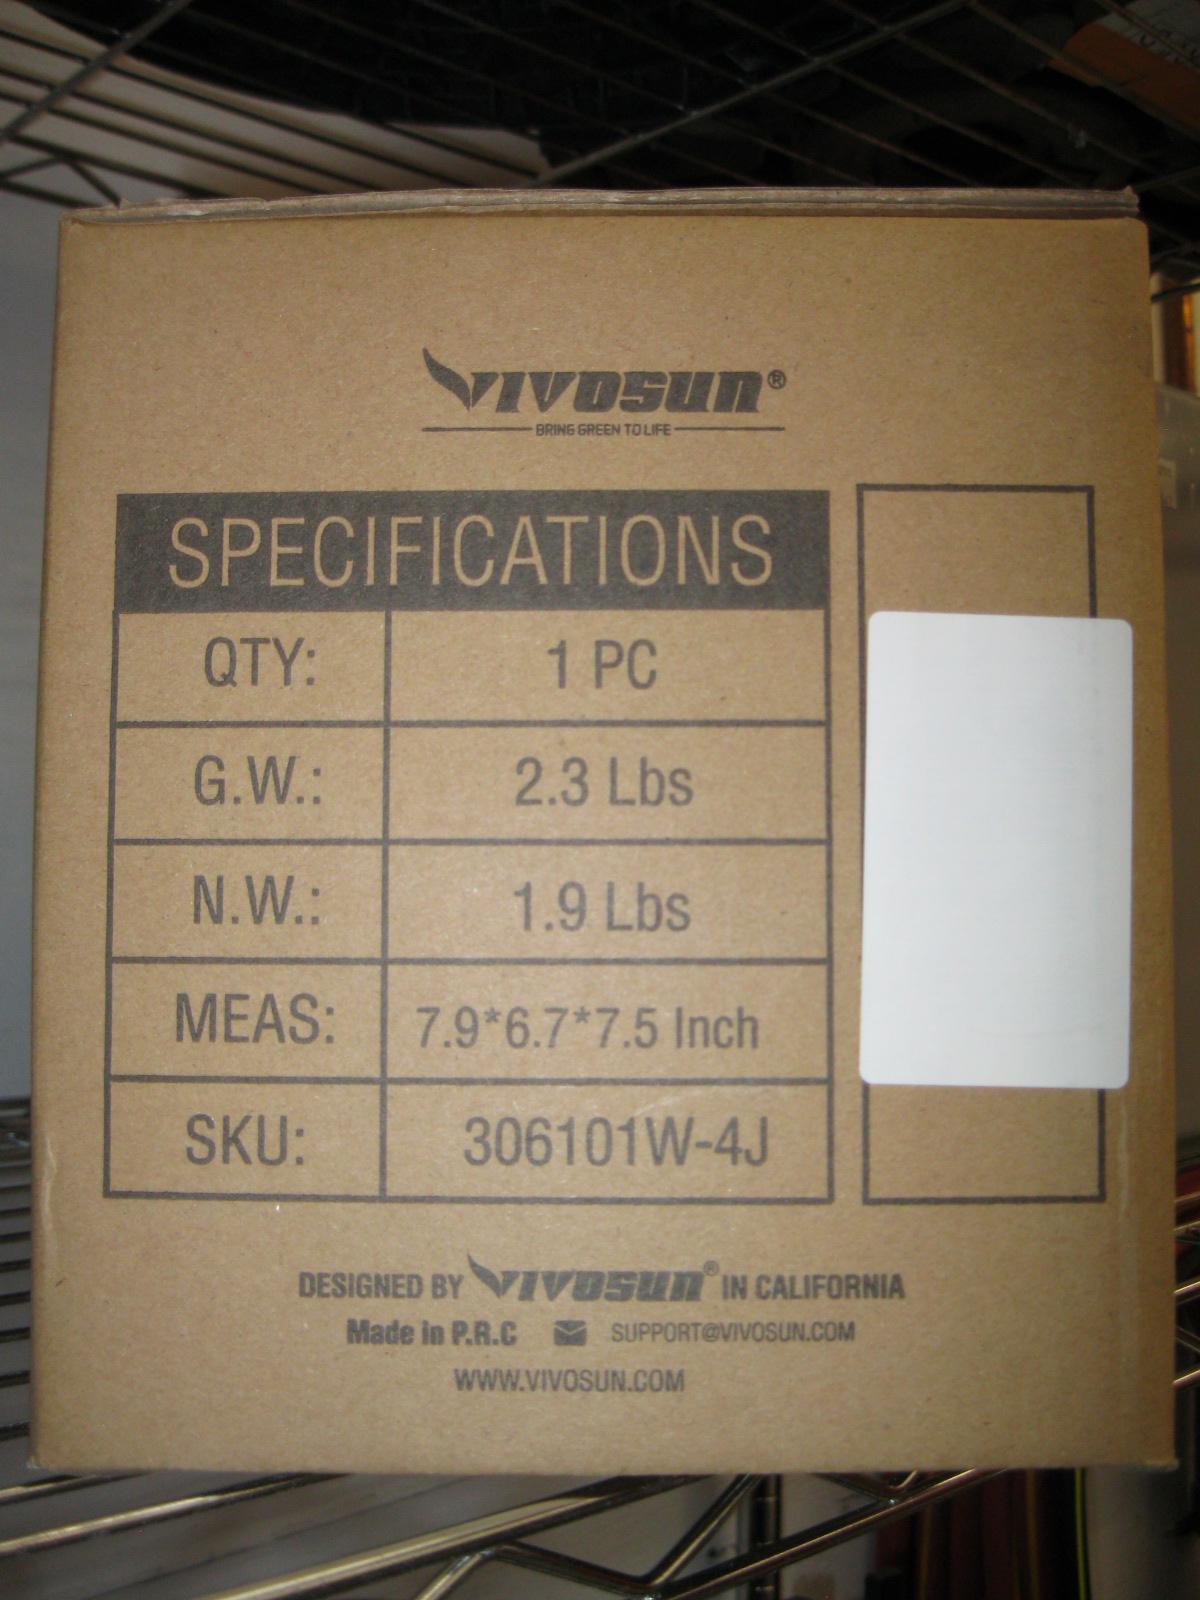 VIVOSUN®
BRING GREEN TO LIFE
SPECIFICATIONS
QTY: 1 PC
G.W.: 2.3 Lbs
N.W.: 1.9 Lbs
MEAS: 7.9*6.7*7.5 Inch
SKU: 306101W-4J
DESIGNED BY VIVOSUN® IN CALIFORNIA
Made in P.R.C SUPPORT@VIVOSUN.COM
WWW.VIVOSUN.COM